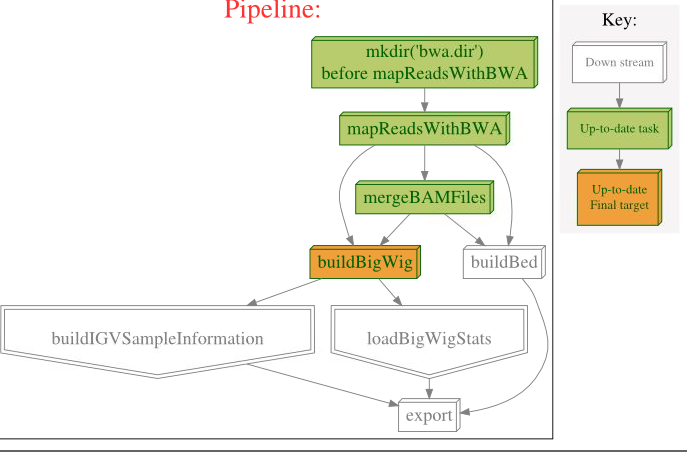 Pipeline:
mkdir('bwa.dir')
before mapReadsWithBWA
mapReadsWithBWA
mergeBAMFiles
buildBigWig
buildBed
buildIGVSampleInformation
loadBigWigStats
export
Key:
Down stream
Up-to-date task
Up-to-date
Final target